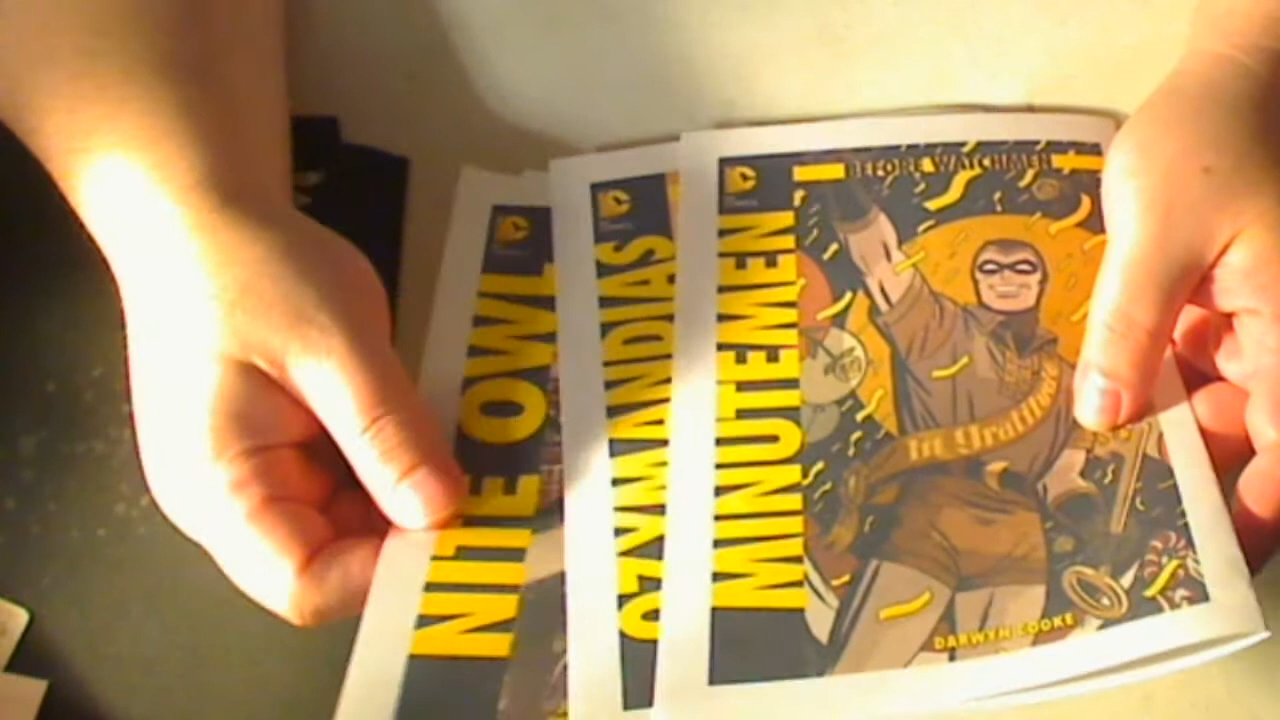 NITE OWL
OZYMANDIAS
MINUTEMEN
BEFORE WATCHMEN
In Gratitude
DARWYN COOKE